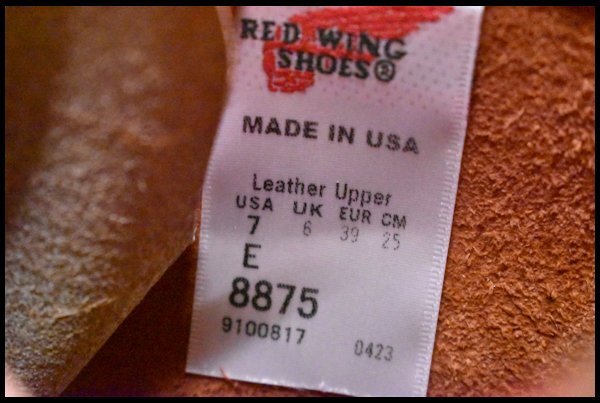 RED WING
SHOES®
MADE IN USA
Leather Upper
USA UK EUR CM
7 6 39 25
E
8875
9100817 0423